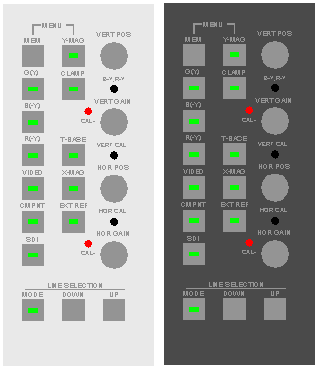 MENU
MEM Y-MAG VERT POS
G(Y) CLAMP B-Y, R-Y
B(-Y) VERT GAIN
CAL-
R(-Y) T-BASE VERT CAL
VIDEO X-MAG HOR POS
CMPNT EXT REF HOR CAL
SDI HOR GAIN
CAL-
LINE SELECTION
MODE DOWN UP
MENU
MEM Y-MAG VERT POS
G(Y) CLAMP B-Y, R-Y
B(-Y) VERT GAIN
CAL-
R(-Y) T-BASE VERT CAL
VIDEO X-MAG HOR POS
CMPNT EXT REF HOR CAL
SDI HOR GAIN
CAL-
LINE SELECTION
MODE DOWN UP